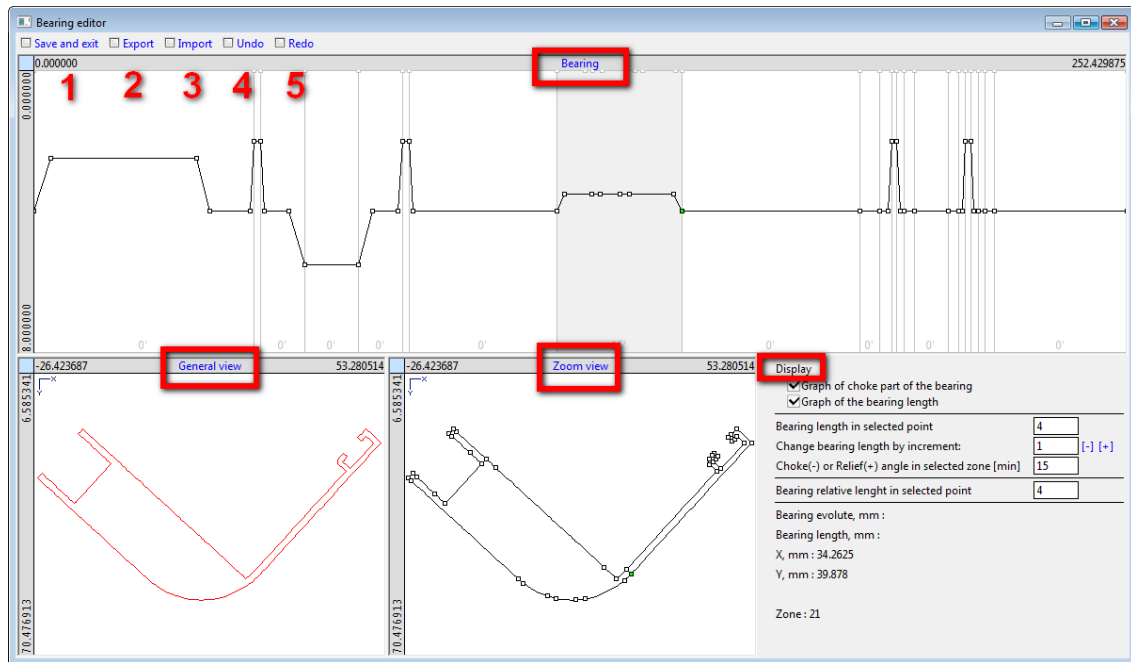 Bearing editor
Save and exit Export Import Undo Redo
0.000000 Bearing 252.429875
1 2 3 4 5
0.000000
8.000000
0' 0' 0' 0' 0' 0' 0' 0' 0'
-26.423687 General view 53.280514
X
Y
6.585341
70.476913
-26.423687 Zoom view 53.280514
X
Y
6.585341
70.476913
Display
Graph of choke part of the bearing
Graph of the bearing length
Bearing length in selected point 4
Change bearing length by increment: 1 [-] [+]
Choke(-) or Relief(+) angle in selected zone [min] 15
Bearing relative lenght in selected point 4
Bearing evolute, mm :
Bearing length, mm :
X, mm : 34.2625
Y, mm : 39.878
Zone : 21